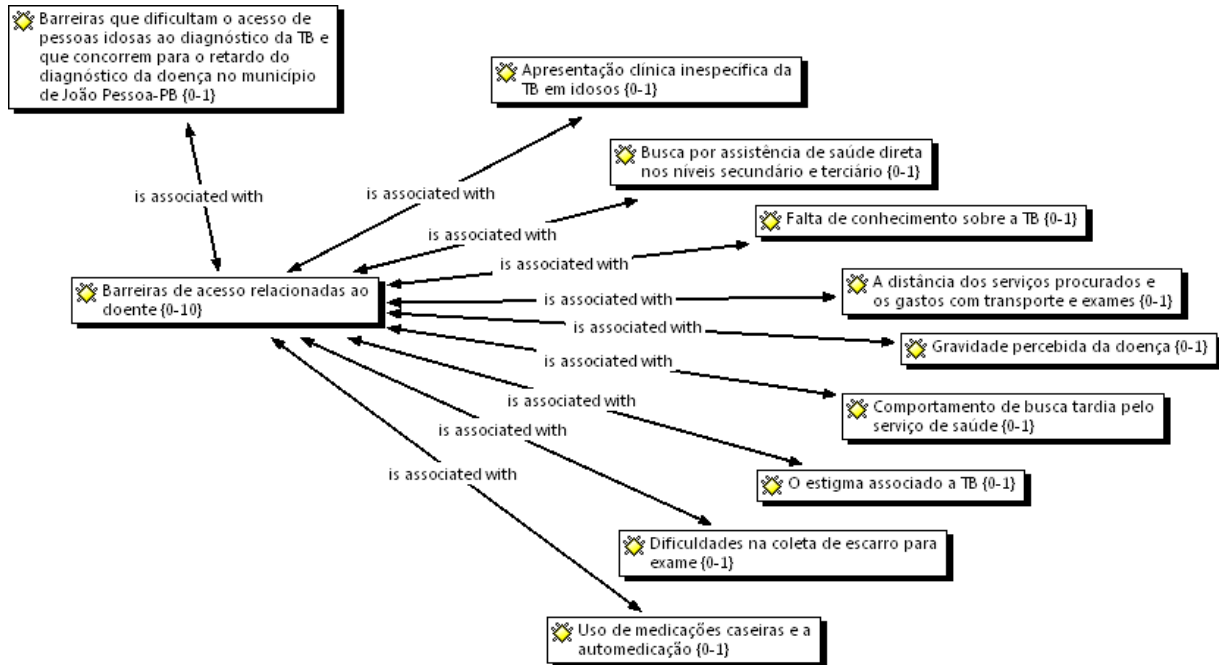 Barreiras que dificultam o acesso de
pessoas idosas ao diagnóstico da TB e
que concorrem para o retardo do
diagnóstico da doença no município
de João Pessoa-PB {0-1}
Apresentação clínica inespecífica da
TB em idosos {0-1}
Busca por assistência de saúde direta
nos níveis secundário e terciário {0-1}
is associated with
is associated with
Falta de conhecimento sobre a TB {0-1}
is associated with
is associated with
Barreiras de acesso relacionadas ao
doente {0-10}
A distância dos serviços procurados e
os gastos com transporte e exames {0-1}
is associated with
is associated with
Gravidade percebida da doença {0-1}
is associated with
Comportamento de busca tardia pelo
serviço de saúde {0-1}
is associated with
is associated with
is associated with
O estigma associado a TB {0-1}
Dificuldades na coleta de escarro para
exame {0-1}
Uso de medicações caseiras e a
automedicação {0-1}